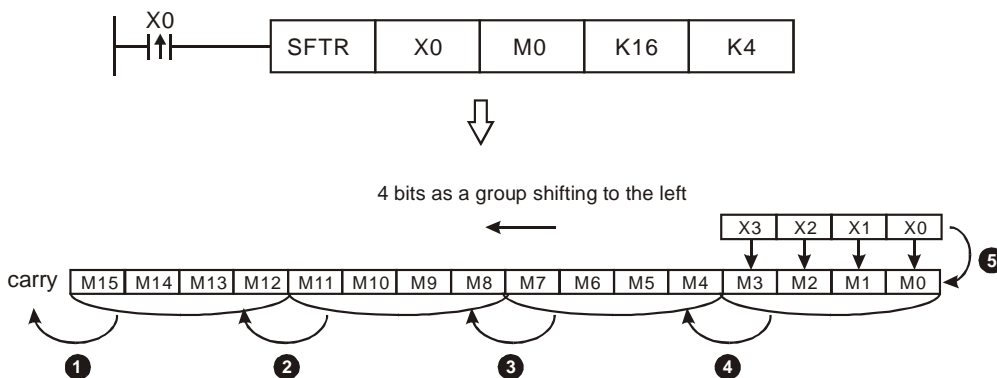 X0
SFTR X0 M0 K16 K4
4 bits as a group shifting to the left
X3 X2 X1 X0
5
carry M15 M14 M13 M12 M11 M10 M9 M8 M7 M6 M5 M4 M3 M2 M1 M0
1 2 3 4